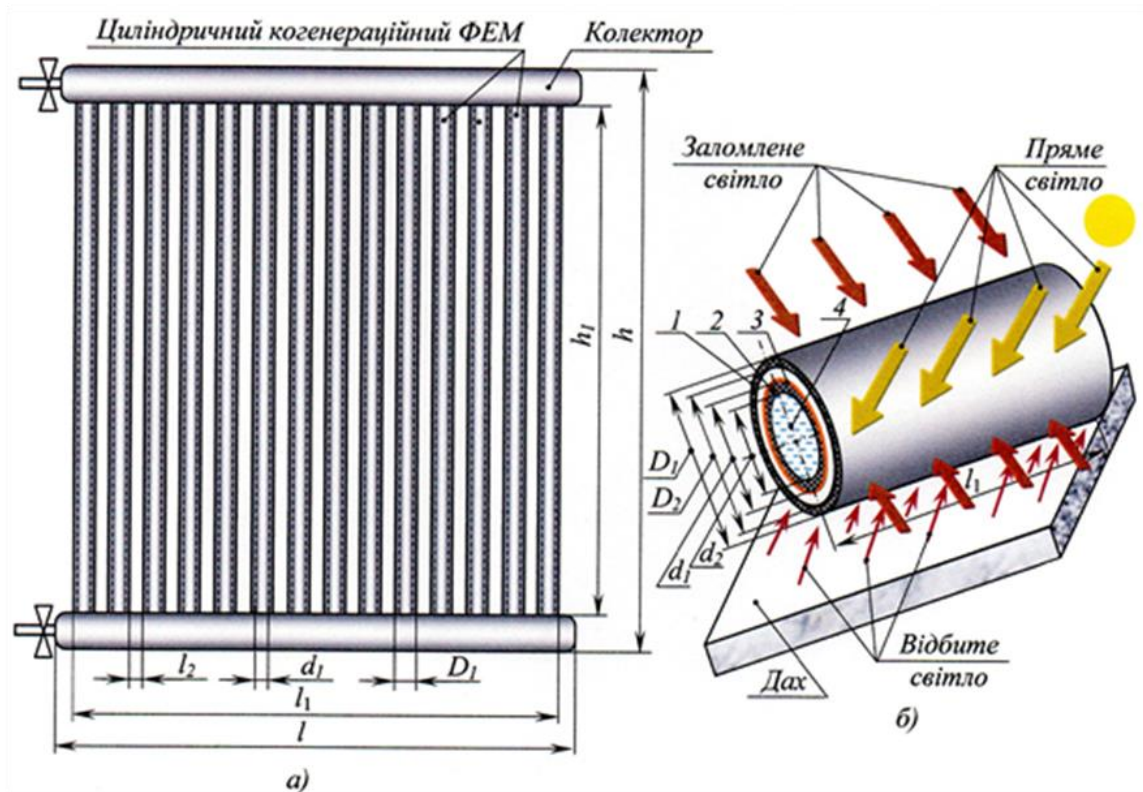 Циліндричний когенераційний ФЕМ
Колектор
h₁
h
l₂
d₁
D₁
l₁
l
а)
Заломлене
світло
Пряме
світло
1
2
3
4
D₁
D₂
d₁
d₂
l₁
Відбите
світло
Дах
б)